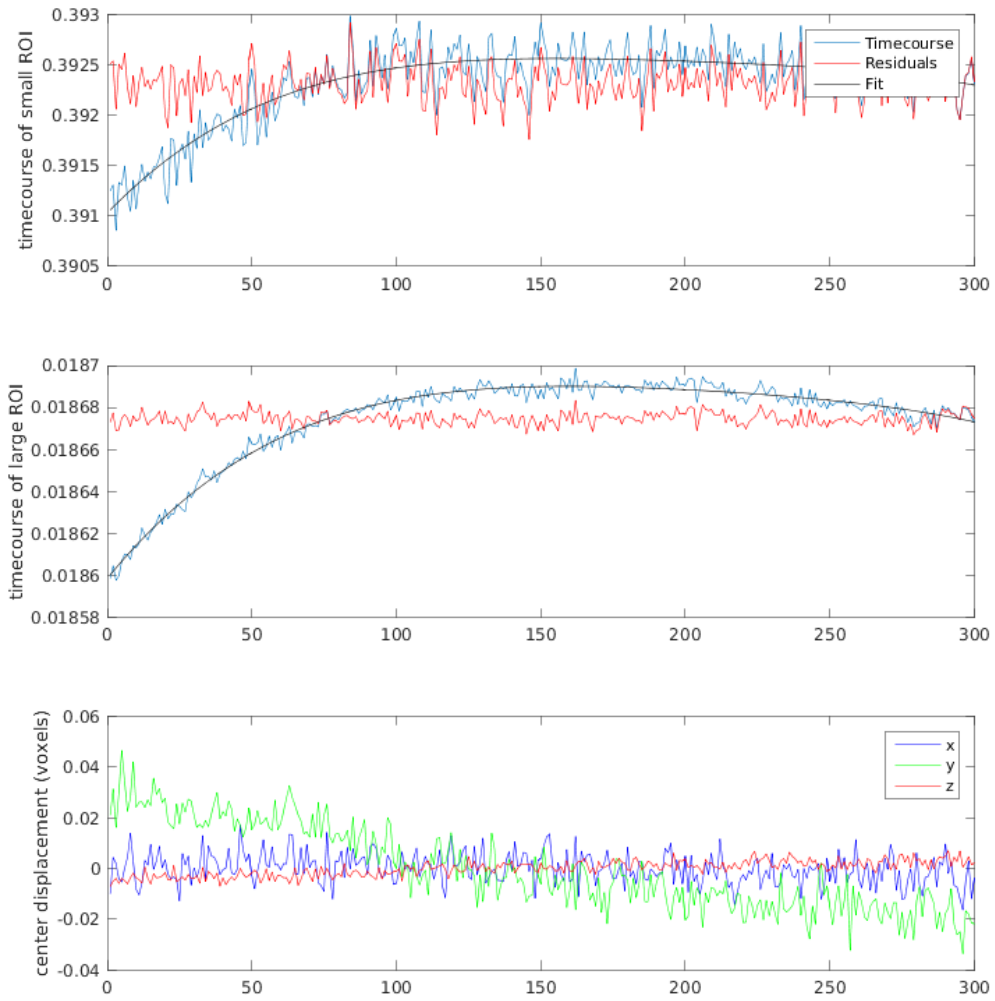 timecourse of small ROI
0.393
0.3925
0.392
0.3915
0.391
0.3905
0 50 100 150 200 250 300
Timecourse
Residuals
Fit
timecourse of large ROI
0.0187
0.01868
0.01866
0.01864
0.01862
0.0186
0.01858
0 50 100 150 200 250 300
center displacement (voxels)
0.06
0.04
0.02
0
-0.02
-0.04
0 50 100 150 200 250 300
x
y
z